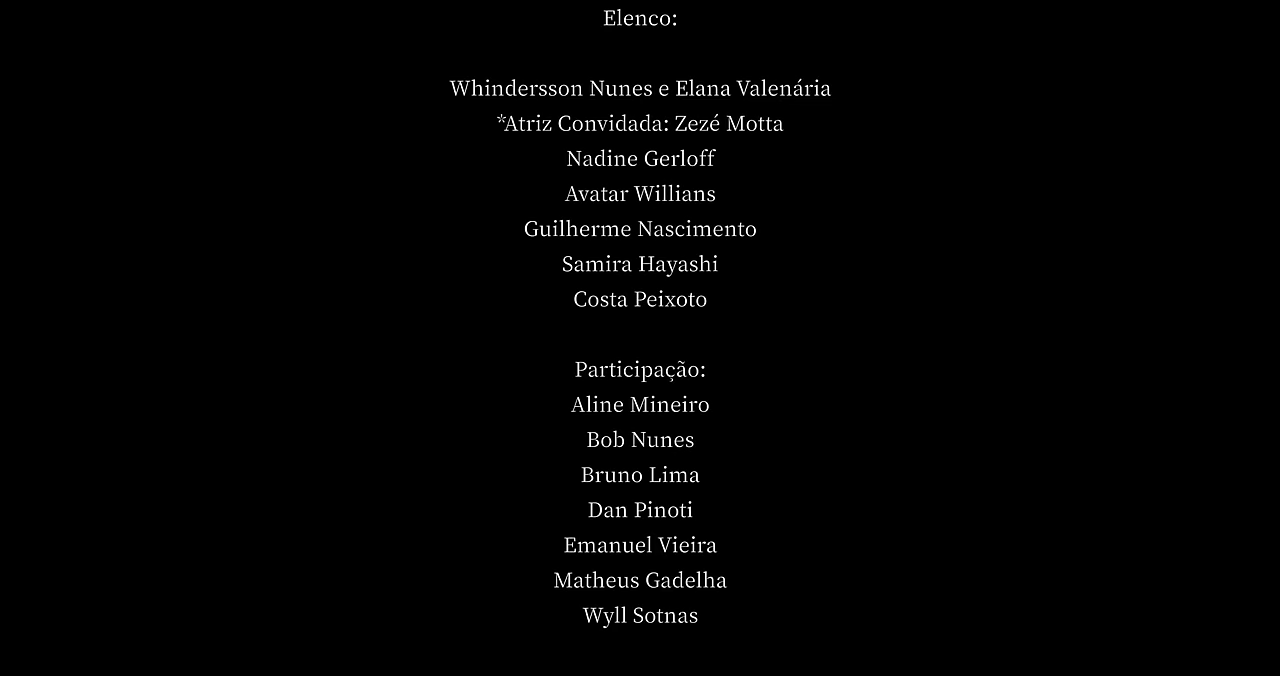 Elenco:
Whindersson Nunes e Elana Valenária
*Atriz Convidada: Zezé Motta
Nadine Gerloff
Avatar Willians
Guilherme Nascimento
Samira Hayashi
Costa Peixoto
Participação:
Aline Mineiro
Bob Nunes
Bruno Lima
Dan Pinoti
Emanuel Vieira
Matheus Gadelha
Wyll Sotnas